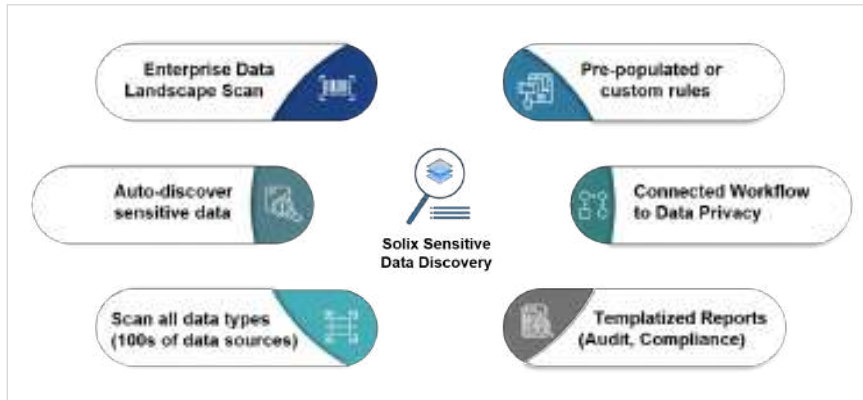 Enterprise Data
Landscape Scan
Pre-populated or
custom rules
Auto-discover
sensitive data
Connected Workflow
to Data Privacy
Solix Sensitive
Data Discovery
Scan all data types
(100s of data sources)
Templatized Reports
(Audit, Compliance)